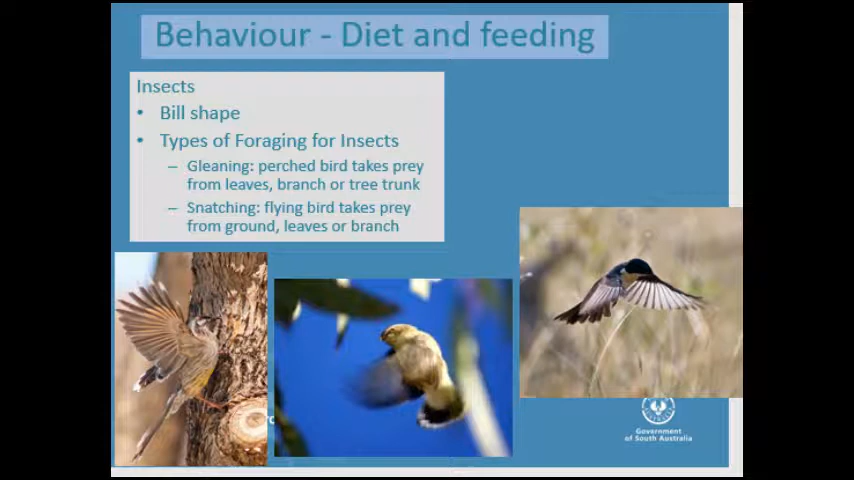 Behaviour - Diet and feeding
Insects
• Bill shape
• Types of Foraging for Insects
– Gleaning: perched bird takes prey
from leaves, branch or tree trunk
– Snatching: flying bird takes prey
from ground, leaves or branch
Government
of South Australia